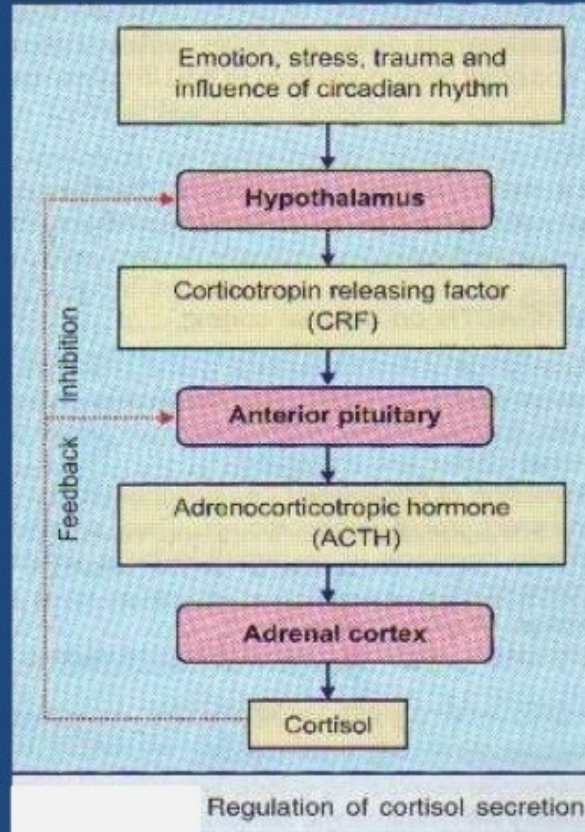 Emotion, stress, trauma and
influence of circadian rhythm
Hypothalamus
Corticotropin releasing factor
(CRF)
Anterior pituitary
Adrenocorticotropic hormone
(ACTH)
Adrenal cortex
Cortisol
Feedback Inhibition
Regulation of cortisol secretion